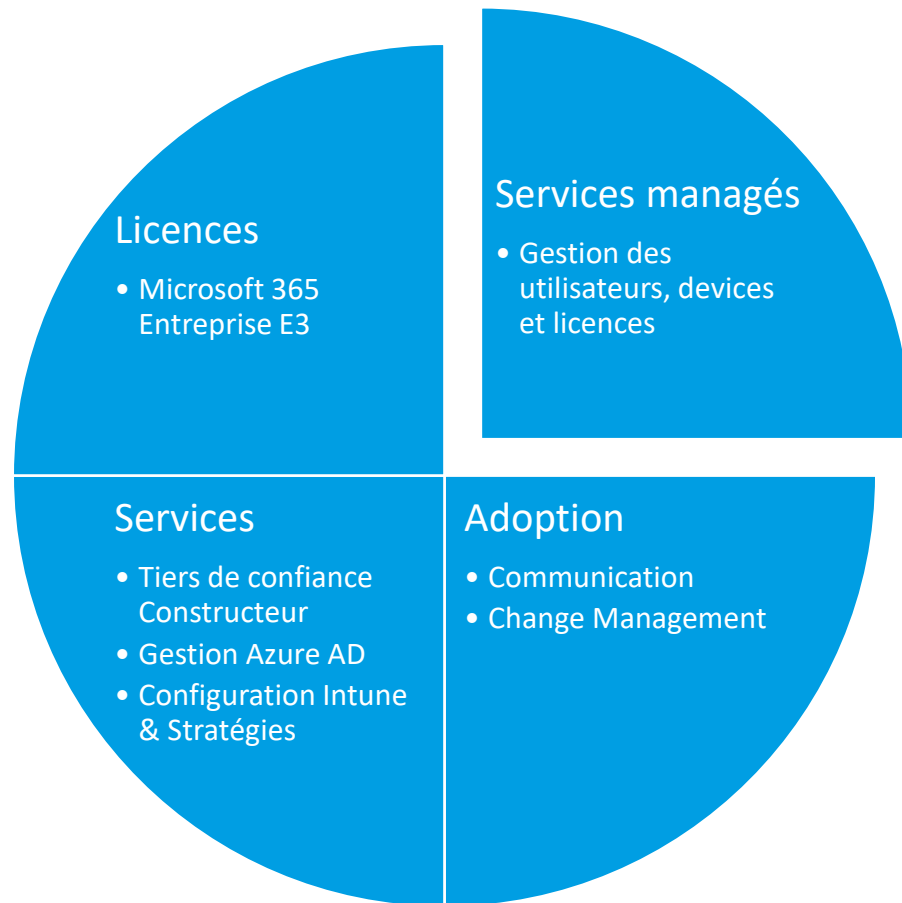 Licences
• Microsoft 365
Entreprise E3
Services managés
• Gestion des
utilisateurs, devices
et licences
Services
• Tiers de confiance
Constructeur
• Gestion Azure AD
• Configuration Intune
& Stratégies
Adoption
• Communication
• Change Management